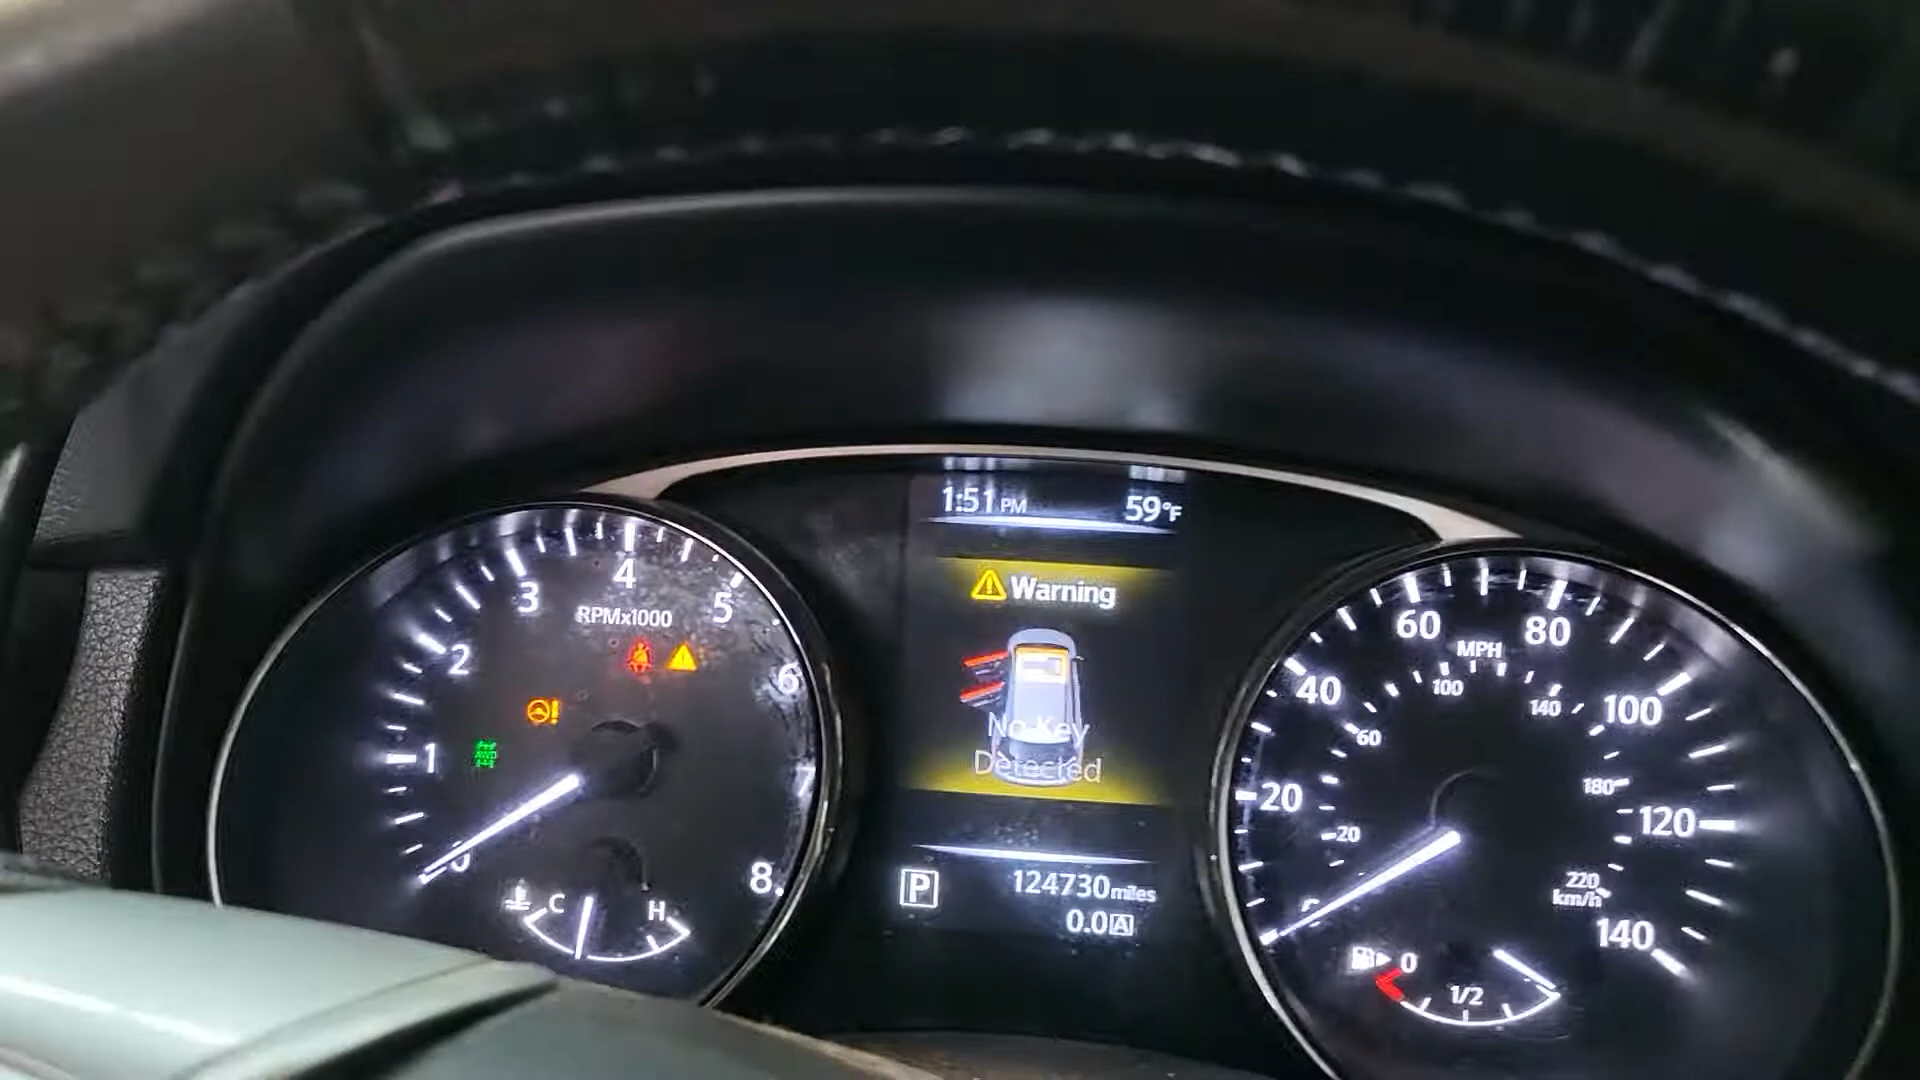 1:51 PM 59°F
Warning
No Key
Detected
P 124730 miles
0.0 A
RPMx1000
0 1 2 3 4 5 6 7 8
AWD
C H
MPH
20 40 60 80 100 120 140
20 60 100 140 180 220
km/h
0 1/2